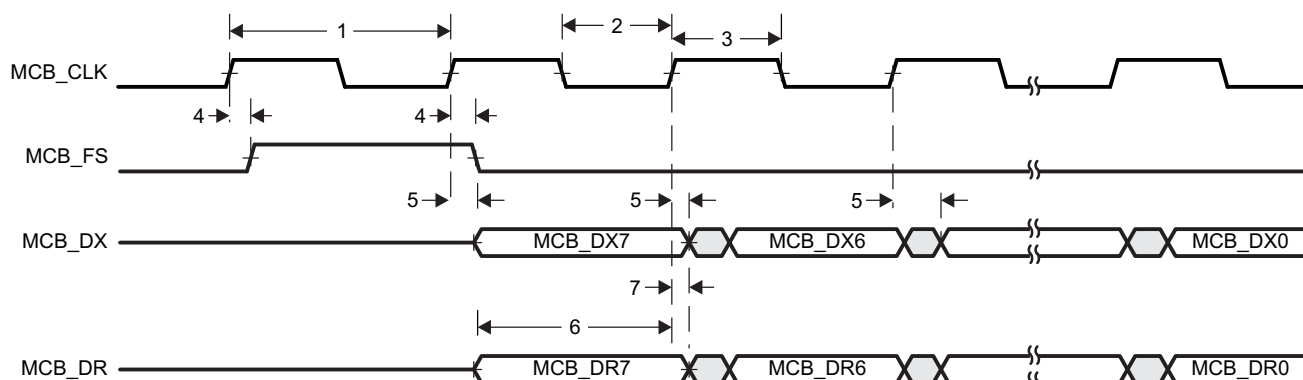 1
2
3
MCB_CLK
4
4
MCB_FS
5
5
5
MCB_DX
MCB_DX7
MCB_DX6
MCB_DX0
7
6
MCB_DR
MCB_DR7
MCB_DR6
MCB_DR0